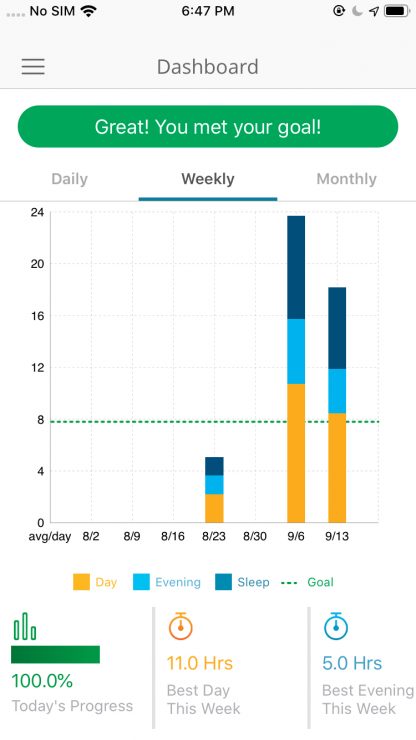 No SIM 6:47 PM
Dashboard
Great! You met your goal!
Daily Weekly Monthly
24
20
16
12
8
4
0
avg/day 8/2 8/9 8/16 8/23 8/30 9/6 9/13
Day Evening Sleep Goal
100.0%
Today's Progress
11.0 Hrs
Best Day
This Week
5.0 Hrs
Best Evening
This Week